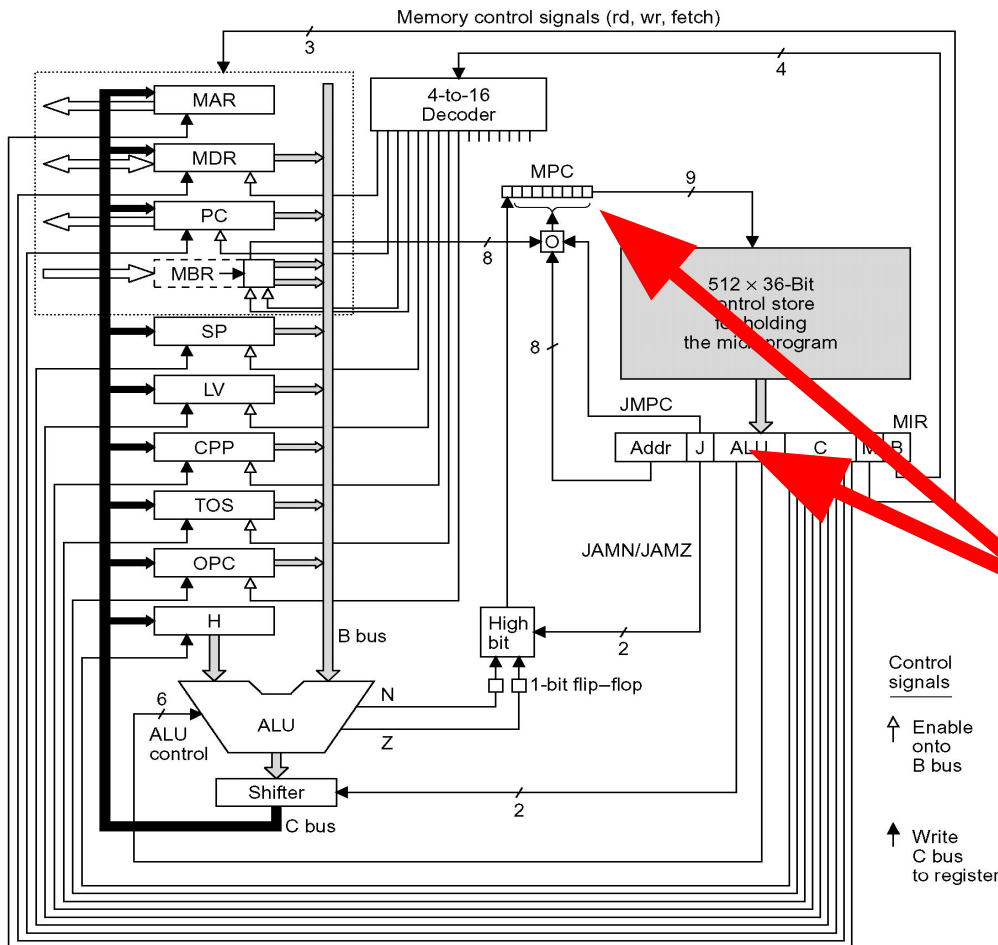 Memory control signals (rd, wr, fetch)
3
4
MAR
4-to-16
Decoder
MDR
MPC
9
PC
O
8
MBR
512 × 36-Bit
control store
for holding
the microprogram
SP
8
LV
JMPC
MIR
CPP
Addr
J
ALU
C
M
B
TOS
JAMN/JAMZ
OPC
H
High
bit
2
B bus
Control
signals
6
ALU
control
ALU
N
1-bit flip–flop
Z
Enable
onto
B bus
Shifter
2
C bus
Write
C bus
to register